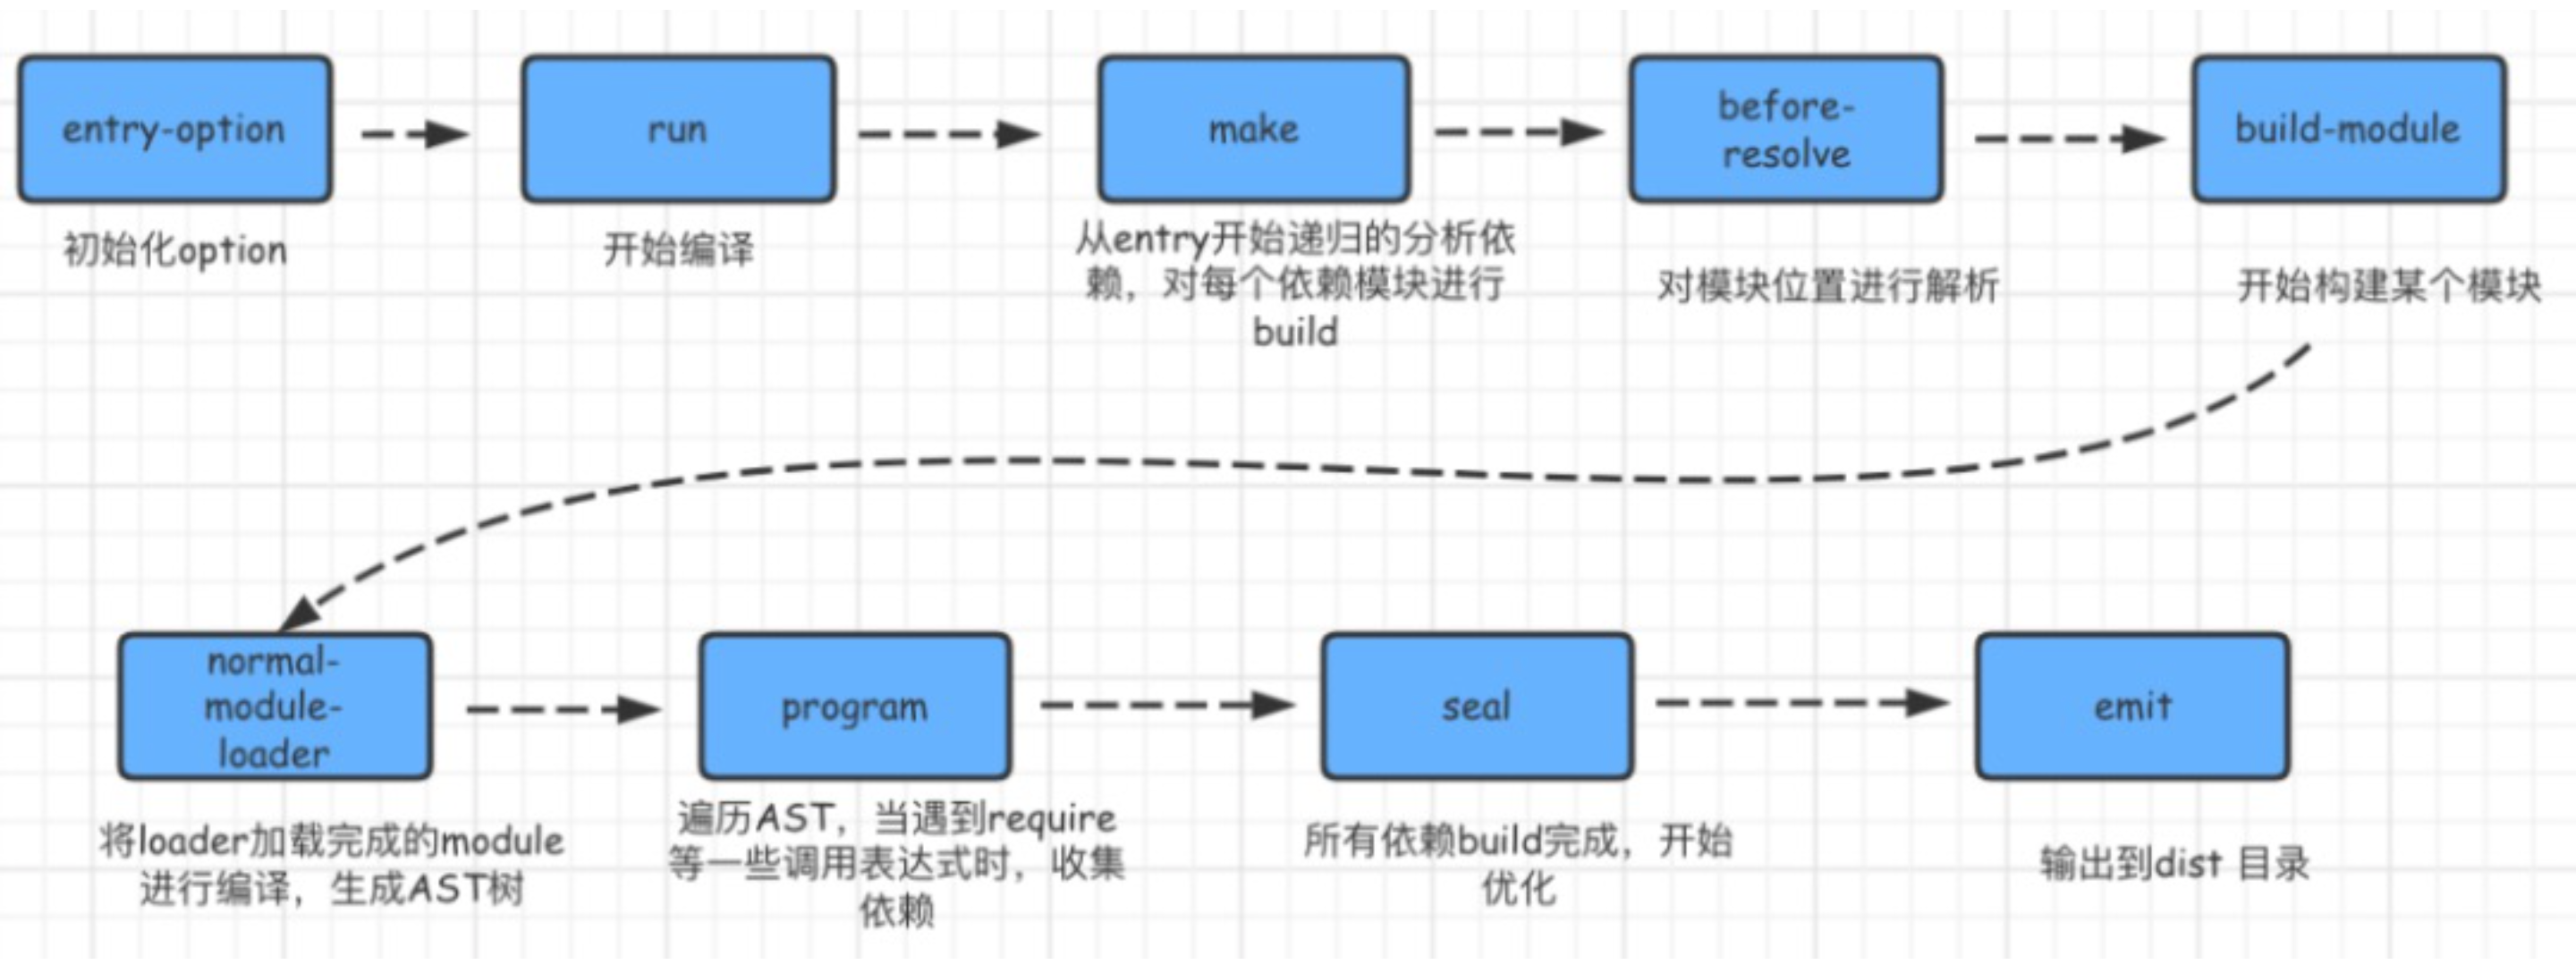 entry-option
run
make
before-
resolve
build-module
初始化option
开始编译
从entry开始递归的分析依
赖，对每个依赖模块进行
build
对模块位置进行解析
开始构建某个模块
normal-
module-
loader
program
seal
emit
将loader加载完成的module
进行编译，生成AST树
遍历AST，当遇到require
等一些调用表达式时，收集
依赖
所有依赖build完成，开始
优化
输出到dist 目录